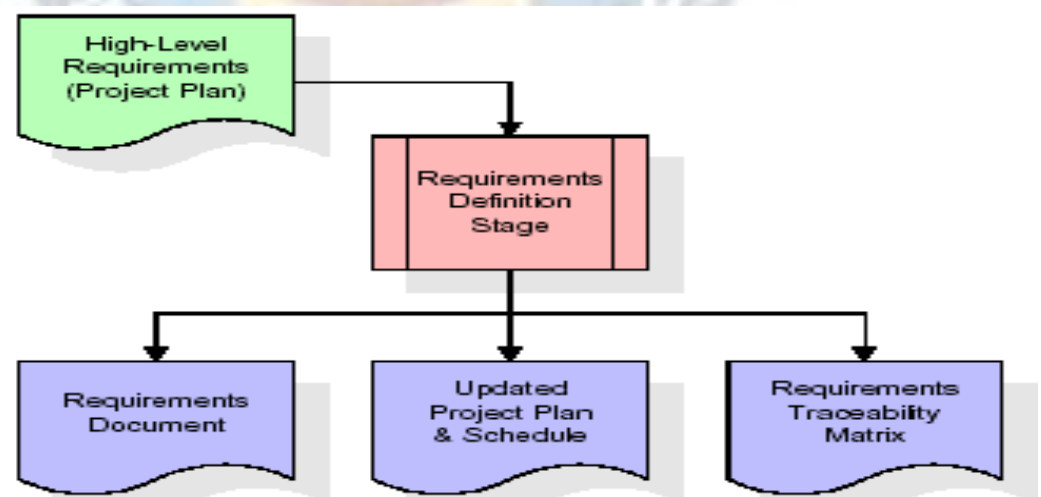 High-Level
Requirements
(Project Plan)
Requirements
Definition
Stage
Requirements
Document
Updated
Project Plan
& Schedule
Requirements
Traceability
Matrix